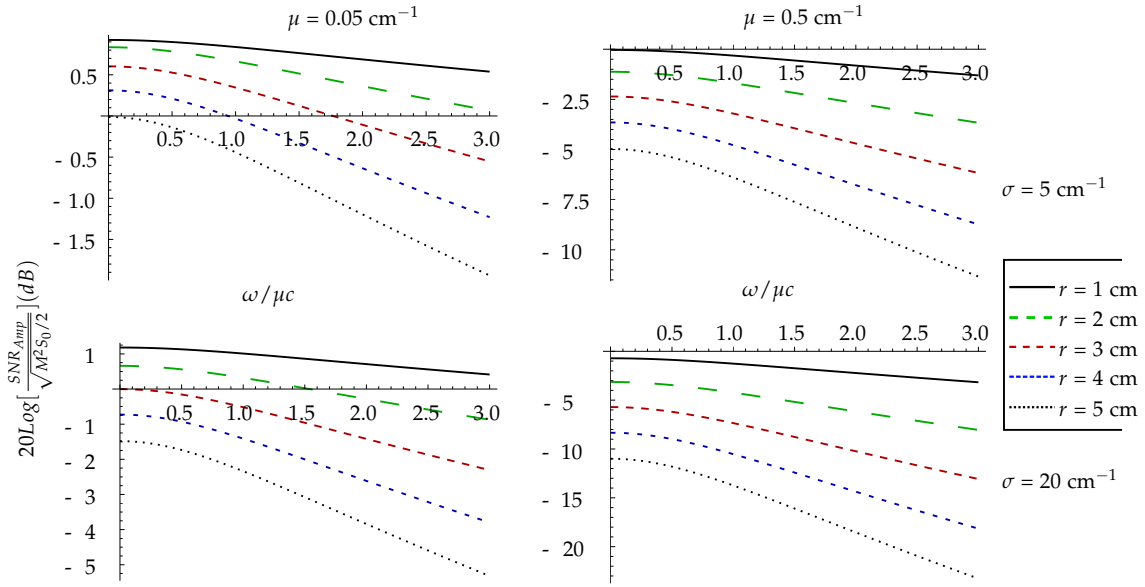 μ = 0.05 cm⁻¹
μ = 0.5 cm⁻¹
0.5
0.5 1.0 1.5 2.0 2.5 3.0
- 0.5
- 1.0
- 1.5
0.5 1.0 1.5 2.0 2.5 3.0
- 2.5
- 5
- 7.5
- 10
σ = 5 cm⁻¹
20Log[SNR_Amp/√M²S₀/2](dB)
ω/μc
ω/μc
1
0.5 1.0 1.5 2.0 2.5 3.0
- 1
- 2
- 3
- 4
- 5
0.5 1.0 1.5 2.0 2.5 3.0
- 5
- 10
- 15
- 20
r = 1 cm
r = 2 cm
r = 3 cm
r = 4 cm
r = 5 cm
σ = 20 cm⁻¹